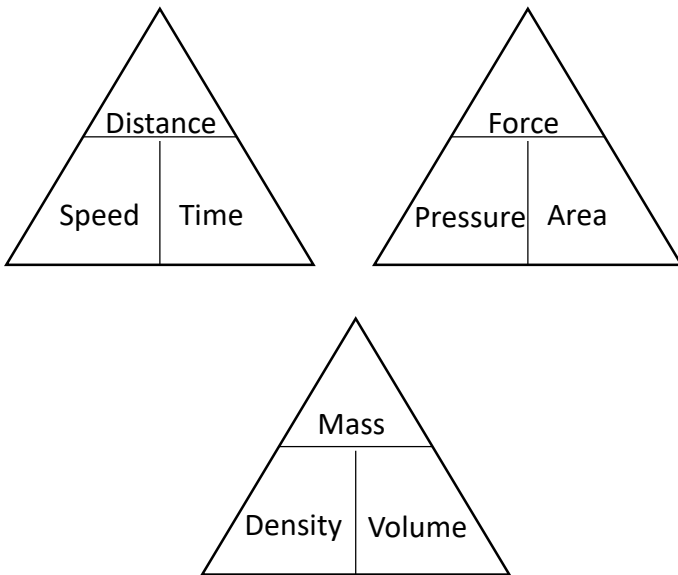 Distance
Speed Time
Force
Pressure Area
Mass
Density Volume